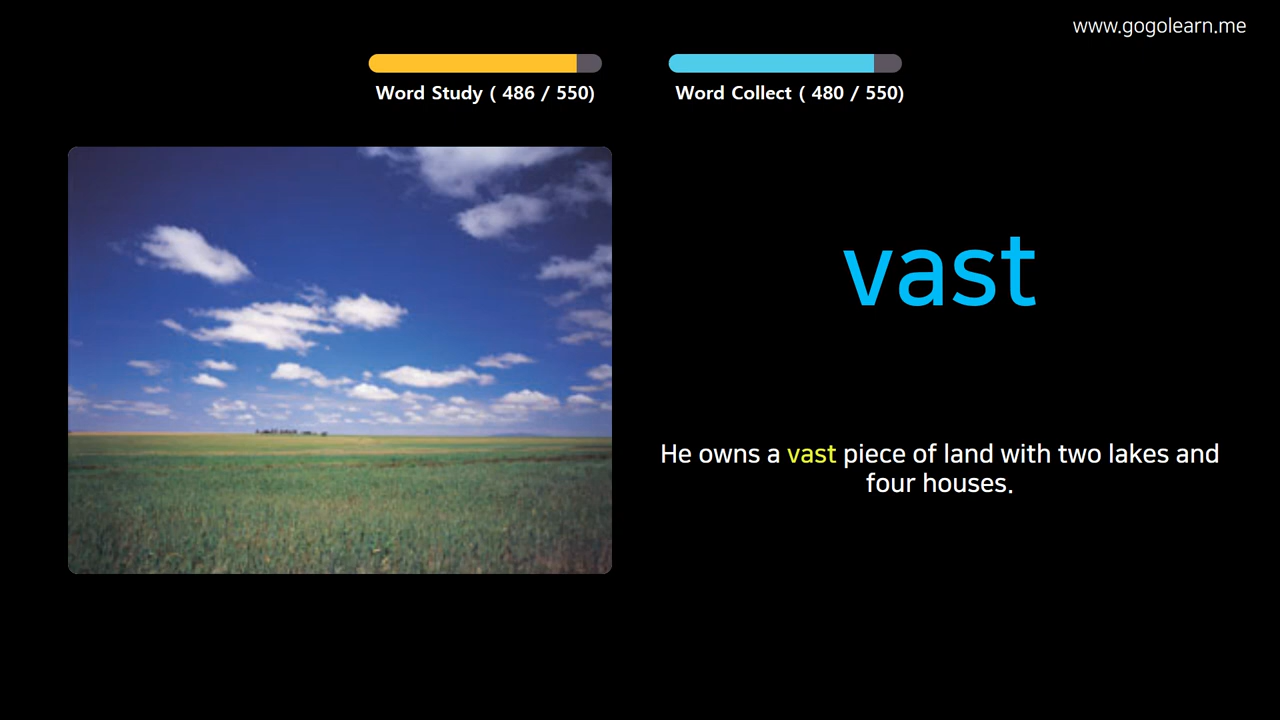 www.gogolearn.me
Word Study ( 486 / 550)
Word Collect ( 480 / 550)
vast
He owns a vast piece of land with two lakes and
four houses.